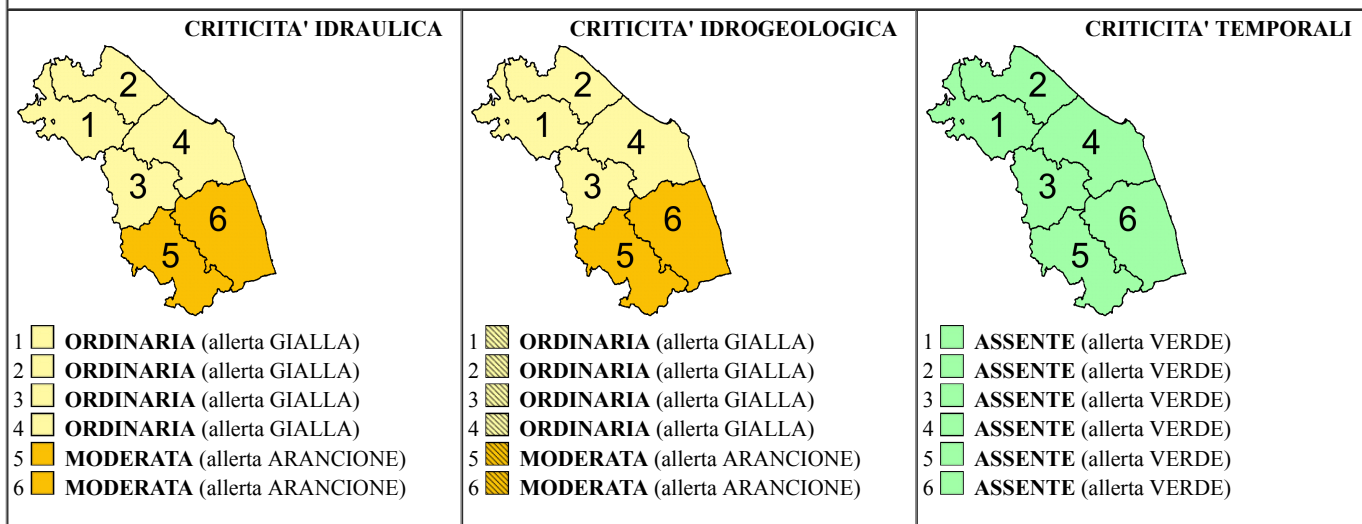 CRITICITA' IDRAULICA
2
1
4
3
6
5
1 ORDINARIA (allerta GIALLA)
2 ORDINARIA (allerta GIALLA)
3 ORDINARIA (allerta GIALLA)
4 ORDINARIA (allerta GIALLA)
5 MODERATA (allerta ARANCIONE)
6 MODERATA (allerta ARANCIONE)
CRITICITA' IDROGEOLOGICA
2
1
4
3
6
5
1 ORDINARIA (allerta GIALLA)
2 ORDINARIA (allerta GIALLA)
3 ORDINARIA (allerta GIALLA)
4 ORDINARIA (allerta GIALLA)
5 MODERATA (allerta ARANCIONE)
6 MODERATA (allerta ARANCIONE)
CRITICITA' TEMPORALI
2
1
4
3
6
5
1 ASSENTE (allerta VERDE)
2 ASSENTE (allerta VERDE)
3 ASSENTE (allerta VERDE)
4 ASSENTE (allerta VERDE)
5 ASSENTE (allerta VERDE)
6 ASSENTE (allerta VERDE)